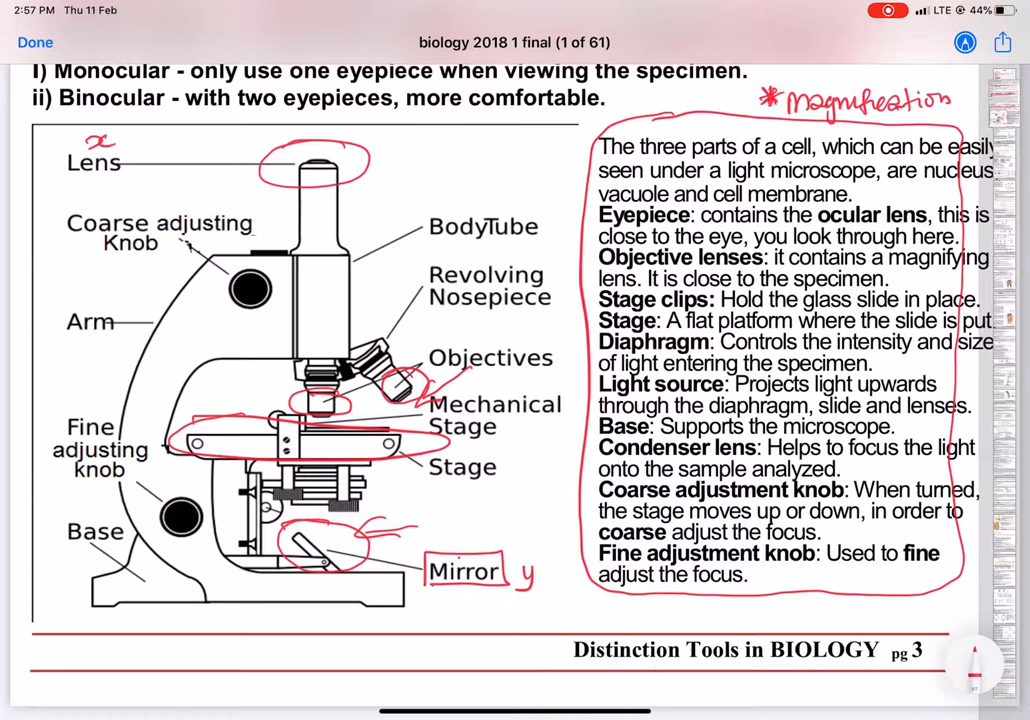 2:57 PM Thu 11 Feb
LTE 44%
Done
biology 2018 1 final (1 of 61)
I) Monocular - only use one eyepiece when viewing the specimen.
ii) Binocular - with two eyepieces, more comfortable.
* Magnification
x
Lens
Coarse adjusting
Knob
Arm
Fine
adjusting
knob
Base
BodyTube
Revolving
Nosepiece
Objectives
Mechanical
Stage
Stage
Mirror y
The three parts of a cell, which can be easily
seen under a light microscope, are nucleus
vacuole and cell membrane.
Eyepiece: contains the ocular lens, this is
close to the eye, you look through here.
Objective lenses: it contains a magnifying
lens. It is close to the specimen.
Stage clips: Hold the glass slide in place.
Stage: A flat platform where the slide is put
Diaphragm: Controls the intensity and size
of light entering the specimen.
Light source: Projects light upwards
through the diaphragm, slide and lenses.
Base: Supports the microscope.
Condenser lens: Helps to focus the light
onto the sample analyzed.
Coarse adjustment knob: When turned,
the stage moves up or down, in order to
coarse adjust the focus.
Fine adjustment knob: Used to fine
adjust the focus.
Distinction Tools in BIOLOGY pg 3